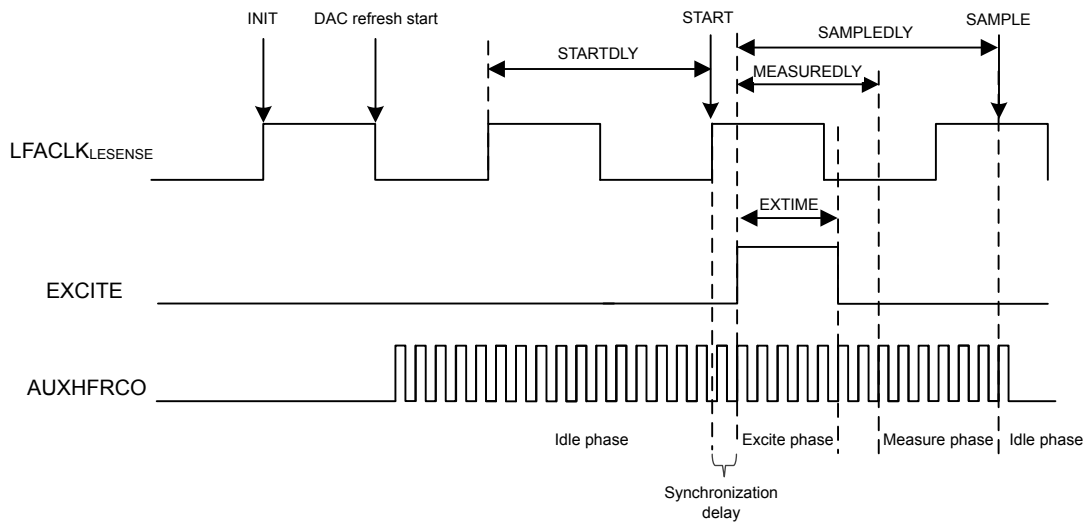 INIT
DAC refresh start
START
SAMPLE
SAMPLEDLY
STARTDLY
MEASUREDLY
LFACLKLESENSE
EXTIME
EXCITE
AUXHFRCO
Idle phase
Excite phase
Measure phase
Idle phase
Synchronization
delay